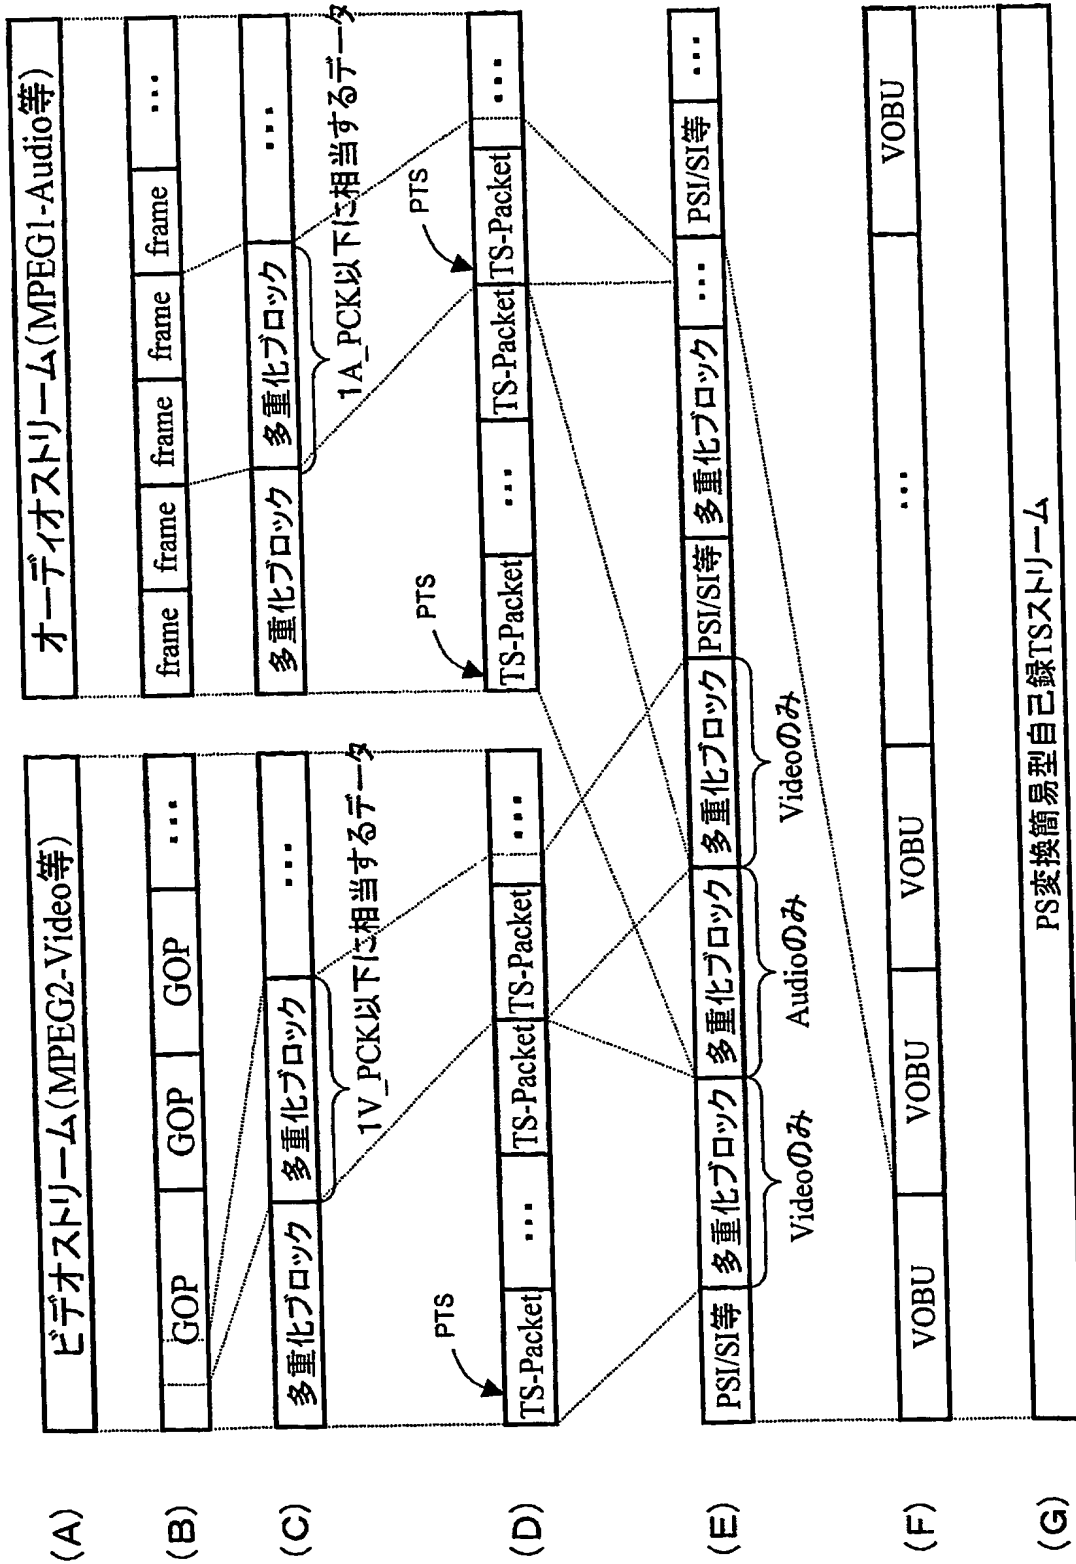 (A)
ビデオストリーム(MPEG2-Video等)
オーディオストリーム(MPEG1-Audio等)
(B)
GOP
GOP
GOP
...
frame
frame
frame
frame
frame
...
(C)
多重化ブロック
多重化ブロック
...
多重化ブロック
多重化ブロック
...
1V_PCK以下に相当するデータ
1A_PCK以下に相当するデータ
PTS
PTS
PTS
(D)
TS-Packet
...
TS-Packet
TS-Packet
...
TS-Packet
...
TS-Packet
TS-Packet
...
(E)
PSI/SI等
多重化ブロック
多重化ブロック
多重化ブロック
PSI/SI等
多重化ブロック
...
PSI/SI等
...
Videoのみ
Audioのみ
Videoのみ
(F)
VOBU
VOBU
VOBU
...
VOBU
(G)
PS変換簡易型自己録TSストリーム